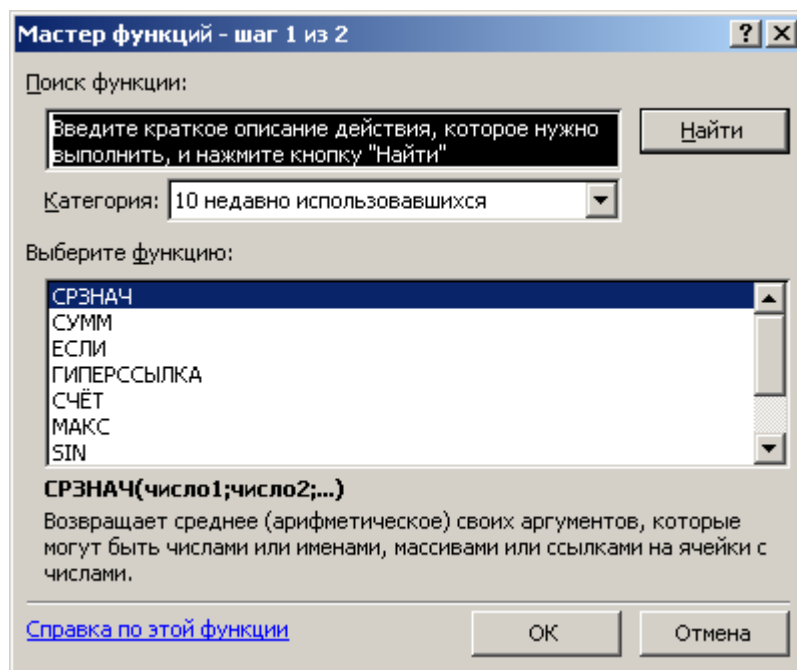 Мастер функций - шаг 1 из 2
Поиск функции:
Введите краткое описание действия, которое нужно
выполнить, и нажмите кнопку "Найти"
Найти
Категория: 10 недавно использовавшихся
Выберите функцию:
СРЗНАЧ
СУММ
ЕСЛИ
ГИПЕРССЫЛКА
СЧЁТ
МАКС
SIN
СРЗНАЧ(число1;число2;...)
Возвращает среднее (арифметическое) своих аргументов, которые
могут быть числами или именами, массивами или ссылками на ячейки с
числами.
Справка по этой функции
ОК
Отмена